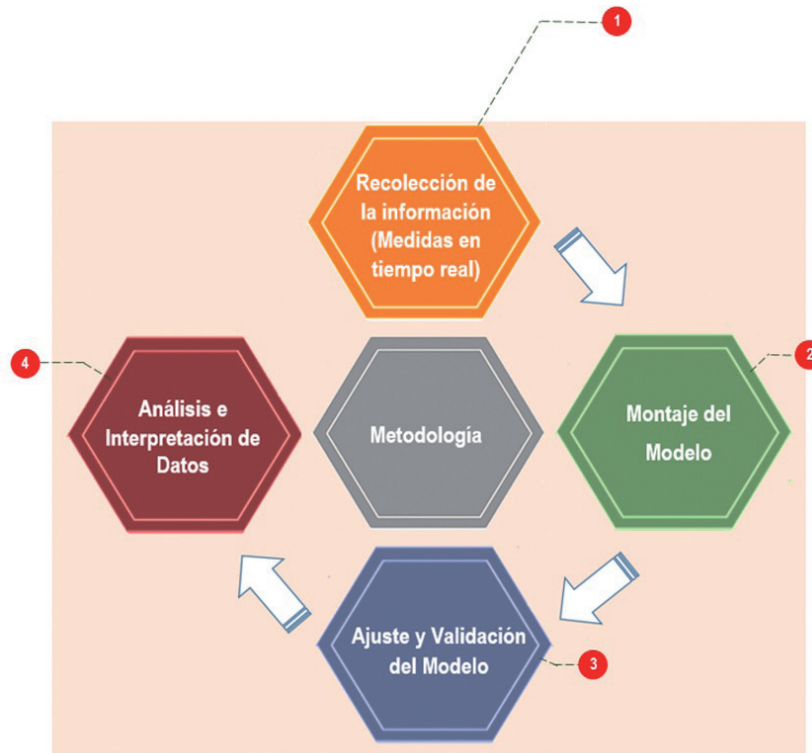 1
Recolección de
la información
(Medidas en
tiempo real)
4
2
Análisis e
Interpretación de
Datos
Metodología
Montaje del
Modelo
Ajuste y Validación
del Modelo
3